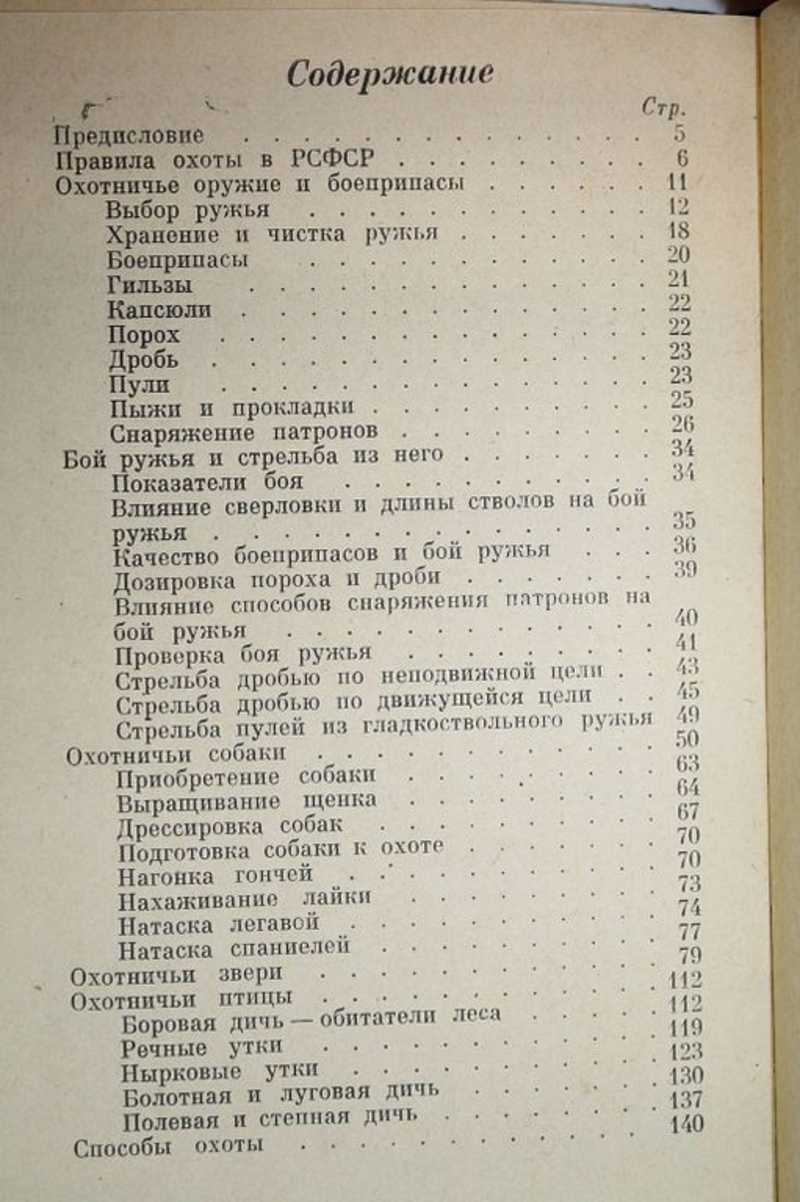 Содержание
Стр.
Предисловие . . . . . . . . . . . . 5
Правила охоты в РСФСР . . . . . . . 6
Охотничье оружие и боеприпасы . . . . . 11
Выбор ружья . . . . . . . . . . 12
Хранение и чистка ружья . . . . . . 18
Боеприпасы . . . . . . . . . . 20
Гильзы . . . . . . . . . . . 21
Капсюли . . . . . . . . . . . 22
Порох . . . . . . . . . . . . 22
Дробь . . . . . . . . . . . . 23
Пули . . . . . . . . . . . . 23
Пыжи и прокладки . . . . . . . . 25
Снаряжение патронов . . . . . . . 26
Бой ружья и стрельба из него . . . . . . 34
Показатели боя . . . . . . . . . 34
Влияние сверловки и длины стволов на бой
ружья . . . . . . . . . . . . 35
Качество боеприпасов и бой ружья . . . 36
Дозировка пороха и дроби . . . . . . 39
Влияние способов снаряжения патронов на
бой ружья . . . . . . . . . . 40
Проверка боя ружья . . . . . . . 41
Стрельба дробью по неподвижной цели . . 43
Стрельба дробью по движущейся цели . . 45
Стрельба пулей из гладкоствольного ружья 49
Охотничьи собаки . . . . . . . . . . 50
Приобретение собаки . . . . . . . 63
Выращивание щенка . . . . . . . 64
Дрессировка собак . . . . . . . . 67
Подготовка собаки к охоте . . . . . 70
Нагонка гончей . . . . . . . . . 70
Нахаживание лайки . . . . . . . 73
Натаска легавой . . . . . . . . . 74
Натаска спаниелей . . . . . . . . 77
Охотничьи звери . . . . . . . . . . 79
Охотничьи птицы . . . . . . . . . . 112
Боровая дичь — обитатели леса . . . . 112
Речные утки . . . . . . . . . . 119
Нырковые утки . . . . . . . . . 123
Болотная и луговая дичь . . . . . . 130
Полевая и степная дичь . . . . . . 137
Способы охоты . . . . . . . . . . 140